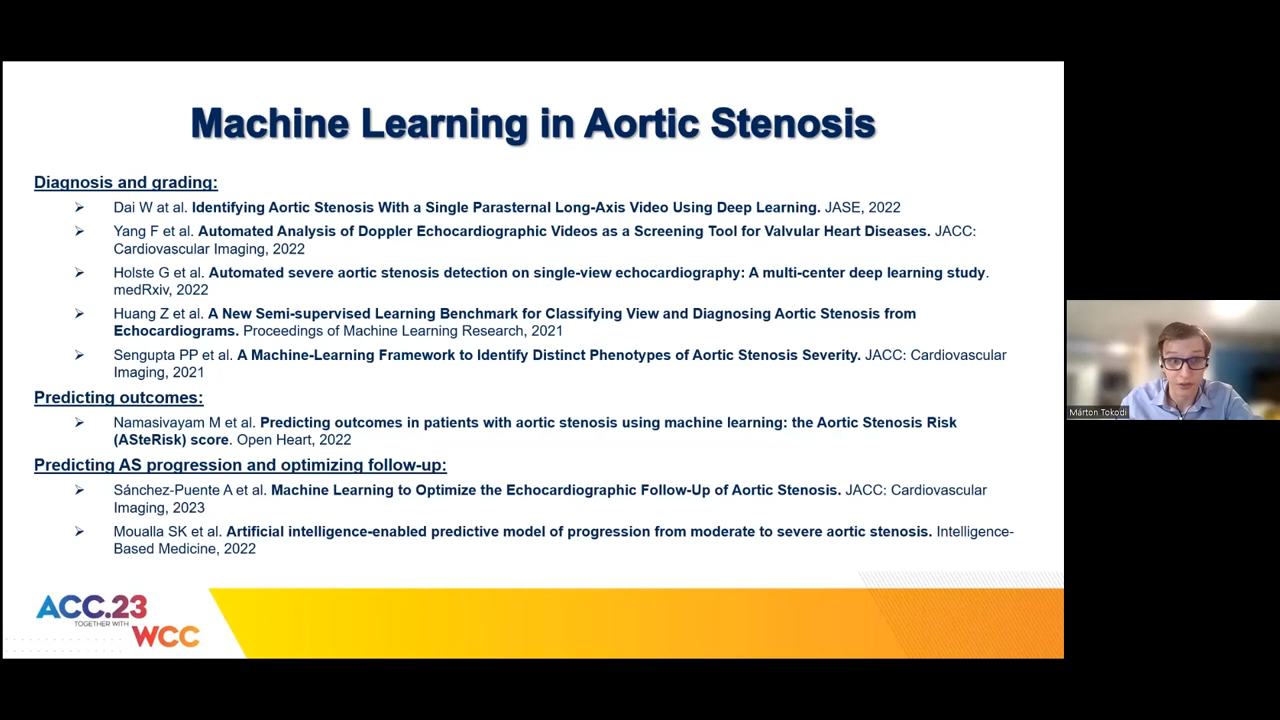 Machine Learning in Aortic Stenosis
Diagnosis and grading:
➢ Dai W at al. Identifying Aortic Stenosis With a Single Parasternal Long-Axis Video Using Deep Learning. JASE, 2022
➢ Yang F et al. Automated Analysis of Doppler Echocardiographic Videos as a Screening Tool for Valvular Heart Diseases. JACC:
Cardiovascular Imaging, 2022
➢ Holste G et al. Automated severe aortic stenosis detection on single-view echocardiography: A multi-center deep learning study.
medRxiv, 2022
➢ Huang Z et al. A New Semi-supervised Learning Benchmark for Classifying View and Diagnosing Aortic Stenosis from
Echocardiograms. Proceedings of Machine Learning Research, 2021
➢ Sengupta PP et al. A Machine-Learning Framework to Identify Distinct Phenotypes of Aortic Stenosis Severity. JACC: Cardiovascular
Imaging, 2021
Predicting outcomes:
➢ Namasivayam M et al. Predicting outcomes in patients with aortic stenosis using machine learning: the Aortic Stenosis Risk
(ASteRisk) score. Open Heart, 2022
Predicting AS progression and optimizing follow-up:
➢ Sánchez-Puente A et al. Machine Learning to Optimize the Echocardiographic Follow-Up of Aortic Stenosis. JACC: Cardiovascular
Imaging, 2023
➢ Moualla SK et al. Artificial intelligence-enabled predictive model of progression from moderate to severe aortic stenosis. Intelligence-
Based Medicine, 2022
ACC.23
TOGETHER WITH
WCC
Márton Tokodi